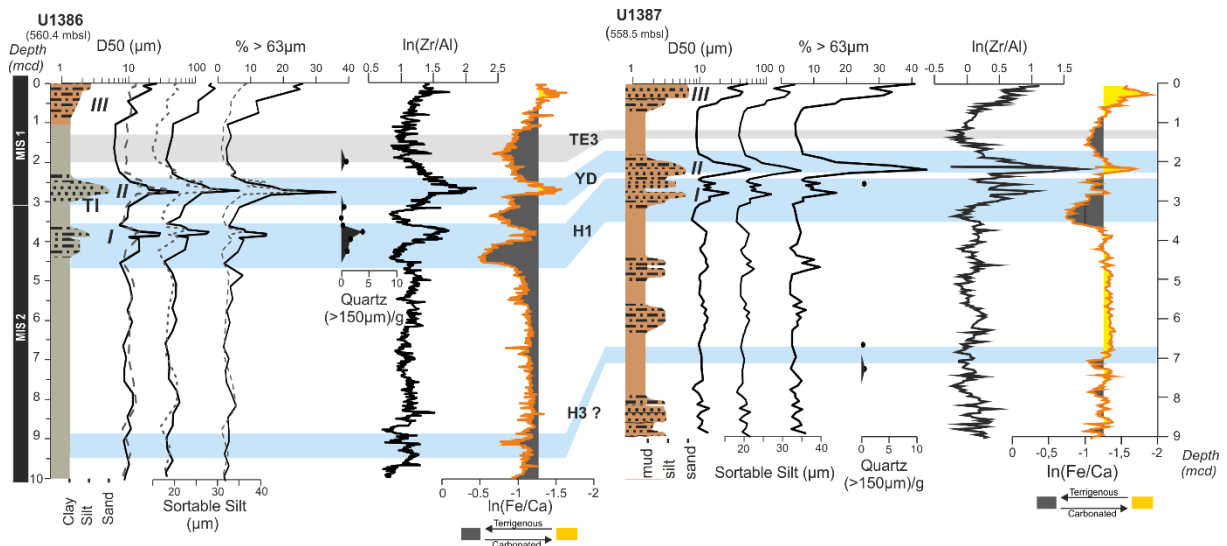 U1386
(560.4 mbsl)
Depth
(mcd)
D50 (µm)
% > 63µm
ln(Zr/Al)
1 10 100 0 10 20 30 40 0.5 0 1 1.5 2 2.5
0
1
2
3
4
5
6
7
8
9
10
MIS 1
MIS 2
III
II
TI
I
Clay
Silt
Sand
20 30 40
Sortable Silt
(µm)
0 5 10
Quartz
(>150µm)/g
0 -0.5 -1 -1.5 -2
ln(Fe/Ca)
Terrigenous
Carbonated
TE3
YD
H1
H3 ?
U1387
(558.5 mbsl)
Depth
(mcd)
D50 (µm)
% > 63µm
ln(Zr/Al)
1 10 100 0 10 20 30 40 -0.5 0 0.5 1.5
III
II
I
0
1
2
3
4
5
6
7
8
9
mud
silt
sand
20 30 40
Sortable Silt (µm)
0 5 10
Quartz
(>150µm)/g
0 -0.5 -1 -1.5 -2
ln(Fe/Ca)
Depth
(mcd)
Terrigenous
Carbonated